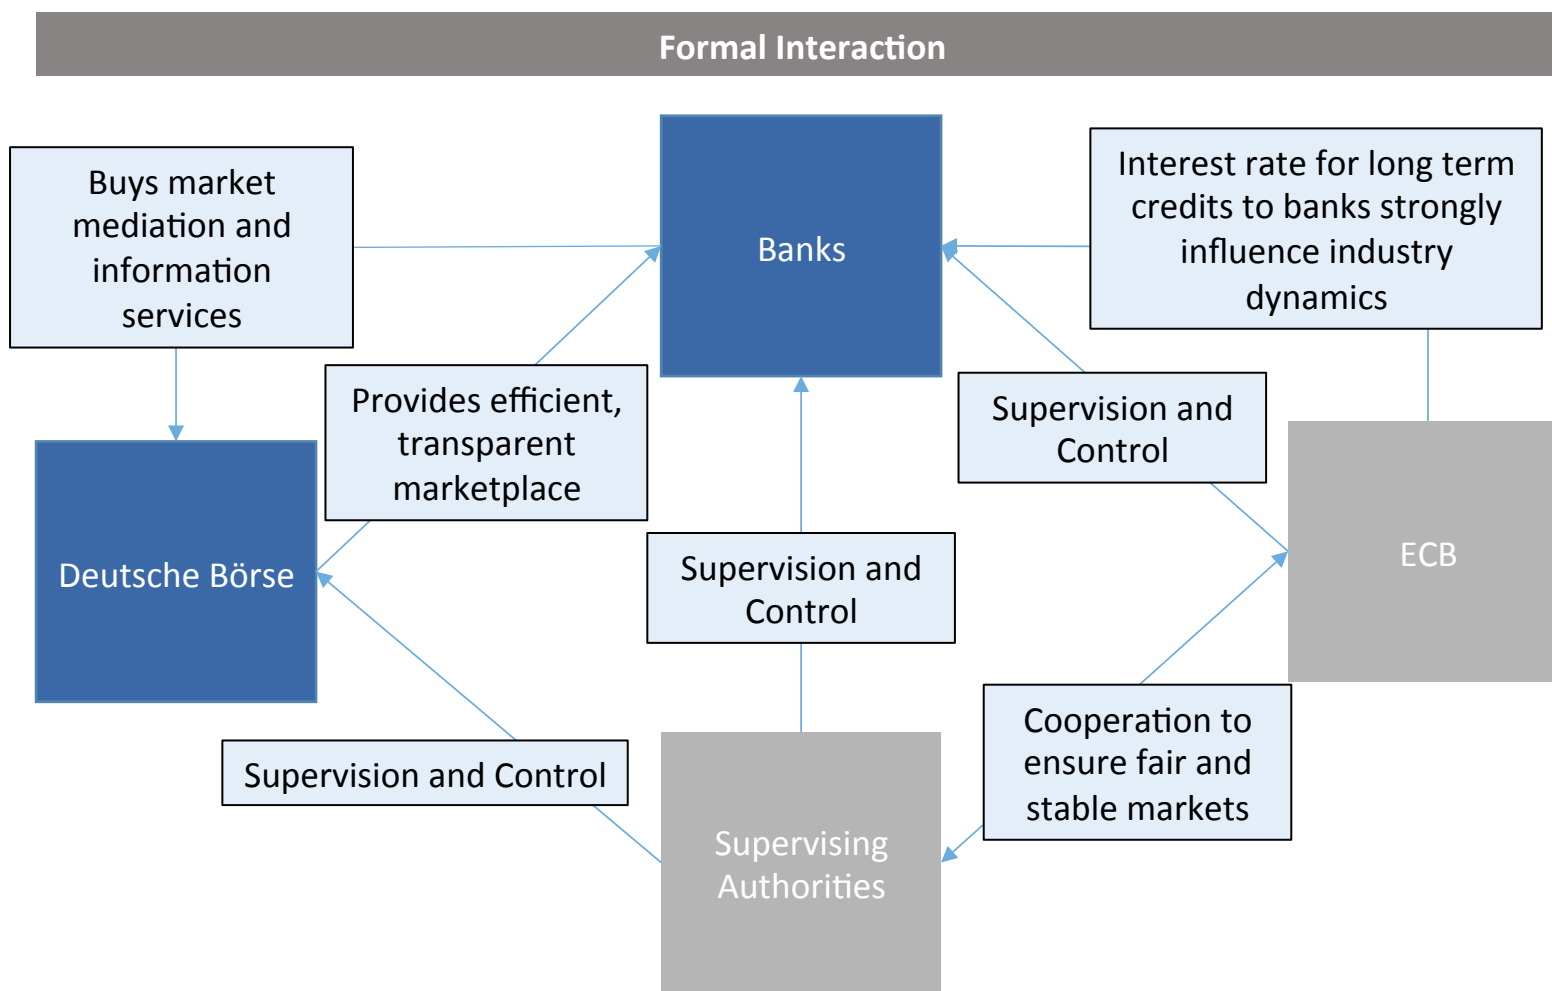 Formal Interaction
Buys market
mediation and
information
services
Banks
Interest rate for long term
credits to banks strongly
influence industry
dynamics
Provides efficient,
transparent
marketplace
Supervision and
Control
Deutsche Börse
Supervision and
Control
ECB
Supervision and Control
Cooperation to
ensure fair and
stable markets
Supervising
Authorities